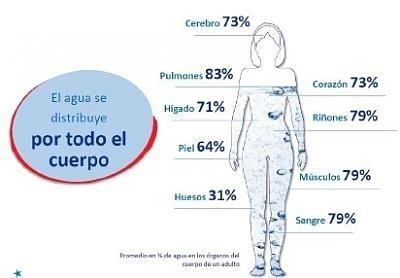 Cerebro 73%
Pulmones 83%
Corazón 73%
Hígado 71%
Riñones 79%
Piel 64%
Músculos 79%
Huesos 31%
Sangre 79%
El agua se
distribuye
por todo el
cuerpo
Promedio en % de agua en los órganos del
cuerpo de un adulto